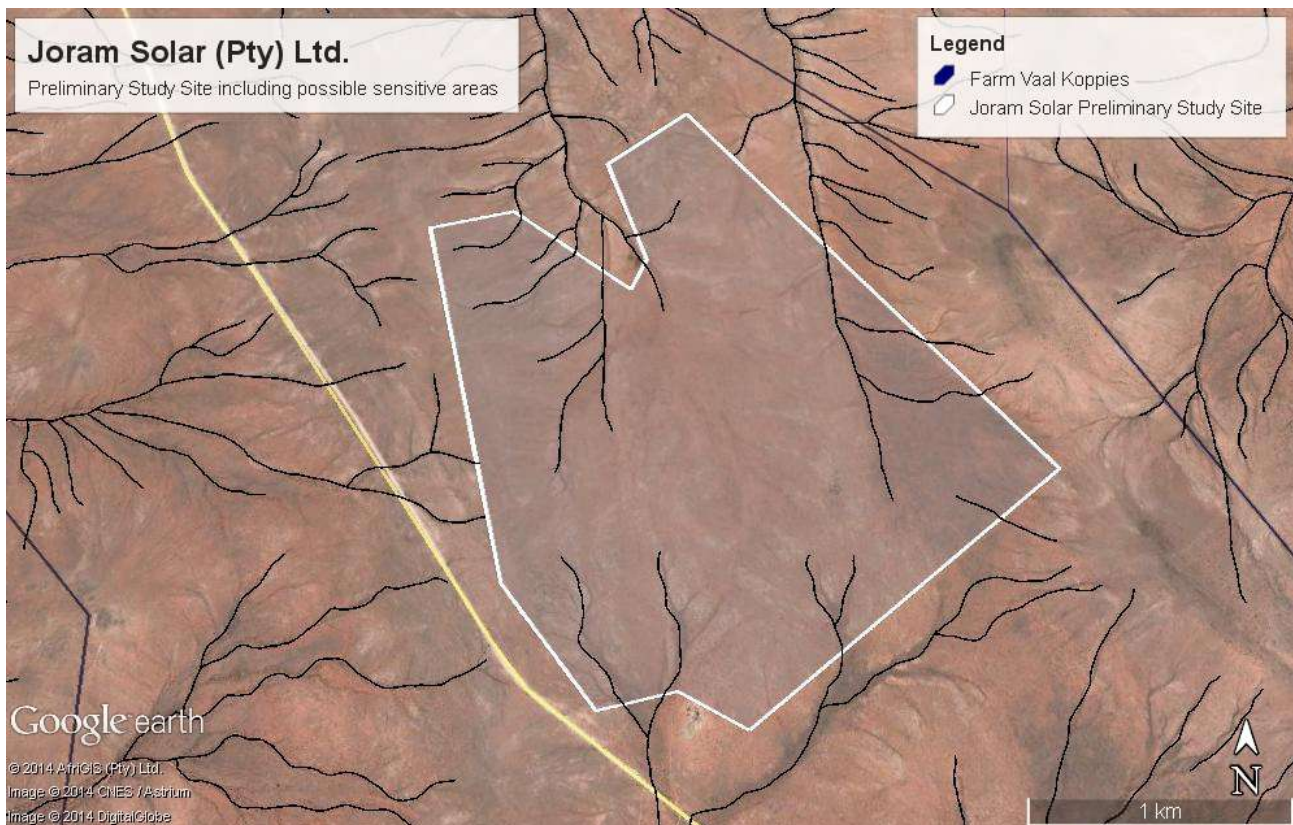 Joram Solar (Pty) Ltd.
Preliminary Study Site including possible sensitive areas
Legend
Farm Vaal Koppies
Joram Solar Preliminary Study Site
Google earth
© 2014 AfriGIS (Pty) Ltd.
Image © 2014 CNES / Astrium
Image © 2014 DigitalGlobe
N
1 km